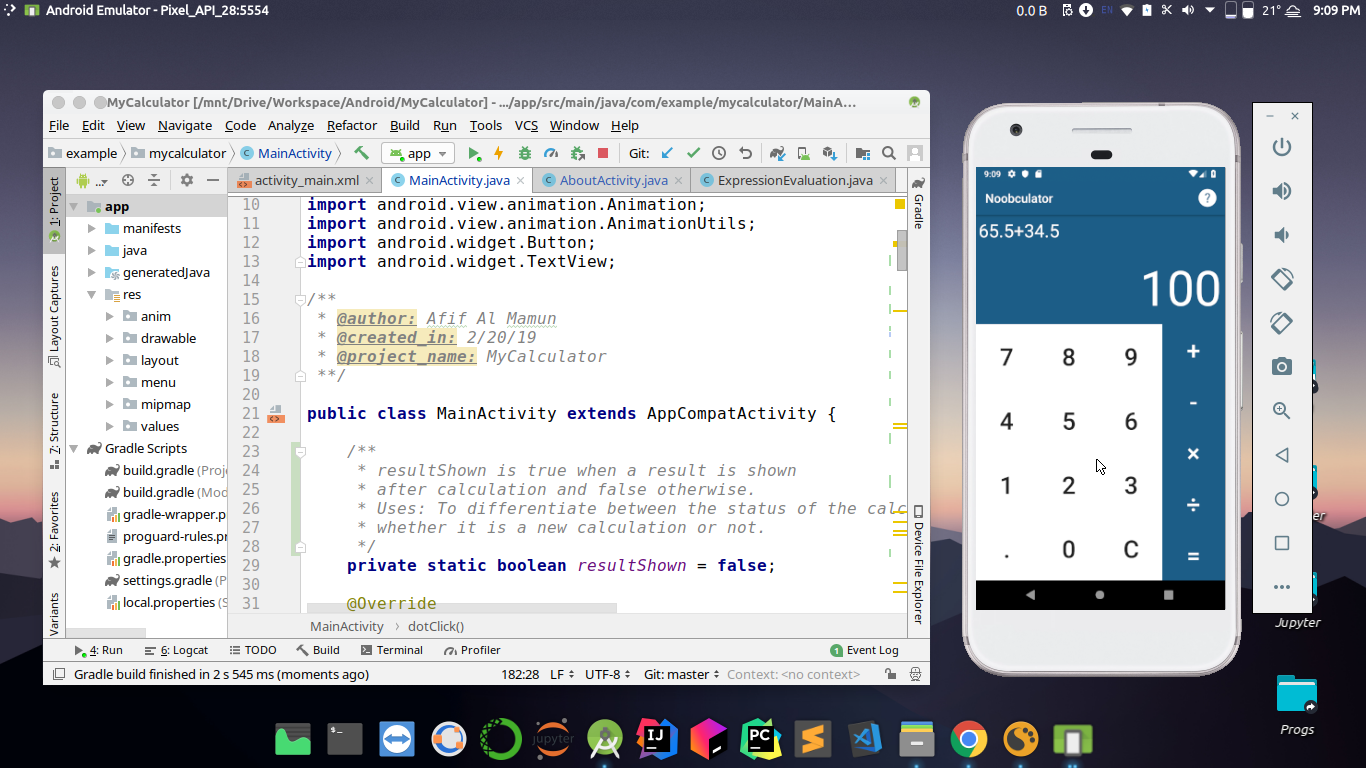 Android Emulator - Pixel_API_28:5554
0.0 B EN 21° 9:09 PM
MyCalculator [/mnt/Drive/Workspace/Android/MyCalculator] - .../app/src/main/java/com/example/mycalculator/MainA...
File Edit View Navigate Code Analyze Refactor Build Run Tools VCS Window Help
example mycalculator MainActivity app Git:
activity_main.xml MainActivity.java AboutActivity.java ExpressionEvaluation.java
1: Project
Layout Captures
7: Structure
2: Favorites
Variants
app
manifests
java
generatedJava
res
anim
drawable
layout
menu
mipmap
values
Gradle Scripts
build.gradle (Proj
build.gradle (Mod
gradle-wrapper.p
proguard-rules.pr
gradle.properties
settings.gradle (P
local.properties (S
10 import android.view.animation.Animation;
11 import android.view.animation.AnimationUtils;
12 import android.widget.Button;
13 import android.widget.TextView;
14
15 /**
16 * @author: Afif Al Mamun
17 * @created_in: 2/20/19
18 * @project_name: MyCalculator
19 **/
20
21 public class MainActivity extends AppCompatActivity {
22
23 /**
24 * resultShown is true when a result is shown
25 * after calculation and false otherwise.
26 * Uses: To differentiate between the status of the calc
27 * whether it is a new calculation or not.
28 */
29 private static boolean resultShown = false;
30
31 @Override
MainActivity › dotClick()
Gradle
Device File Explorer
4: Run 6: Logcat TODO Build Terminal Profiler 1 Event Log
Gradle build finished in 2 s 545 ms (moments ago) 182:28 LF UTF-8 Git: master Context: <no context>
9:09
Noobculator ?
65.5+34.5
100
7 8 9 +
4 5 6 -
1 2 3 ×
. 0 C ÷
=
er
Jupyter
Progs
$_
jupyter
IJ
PC